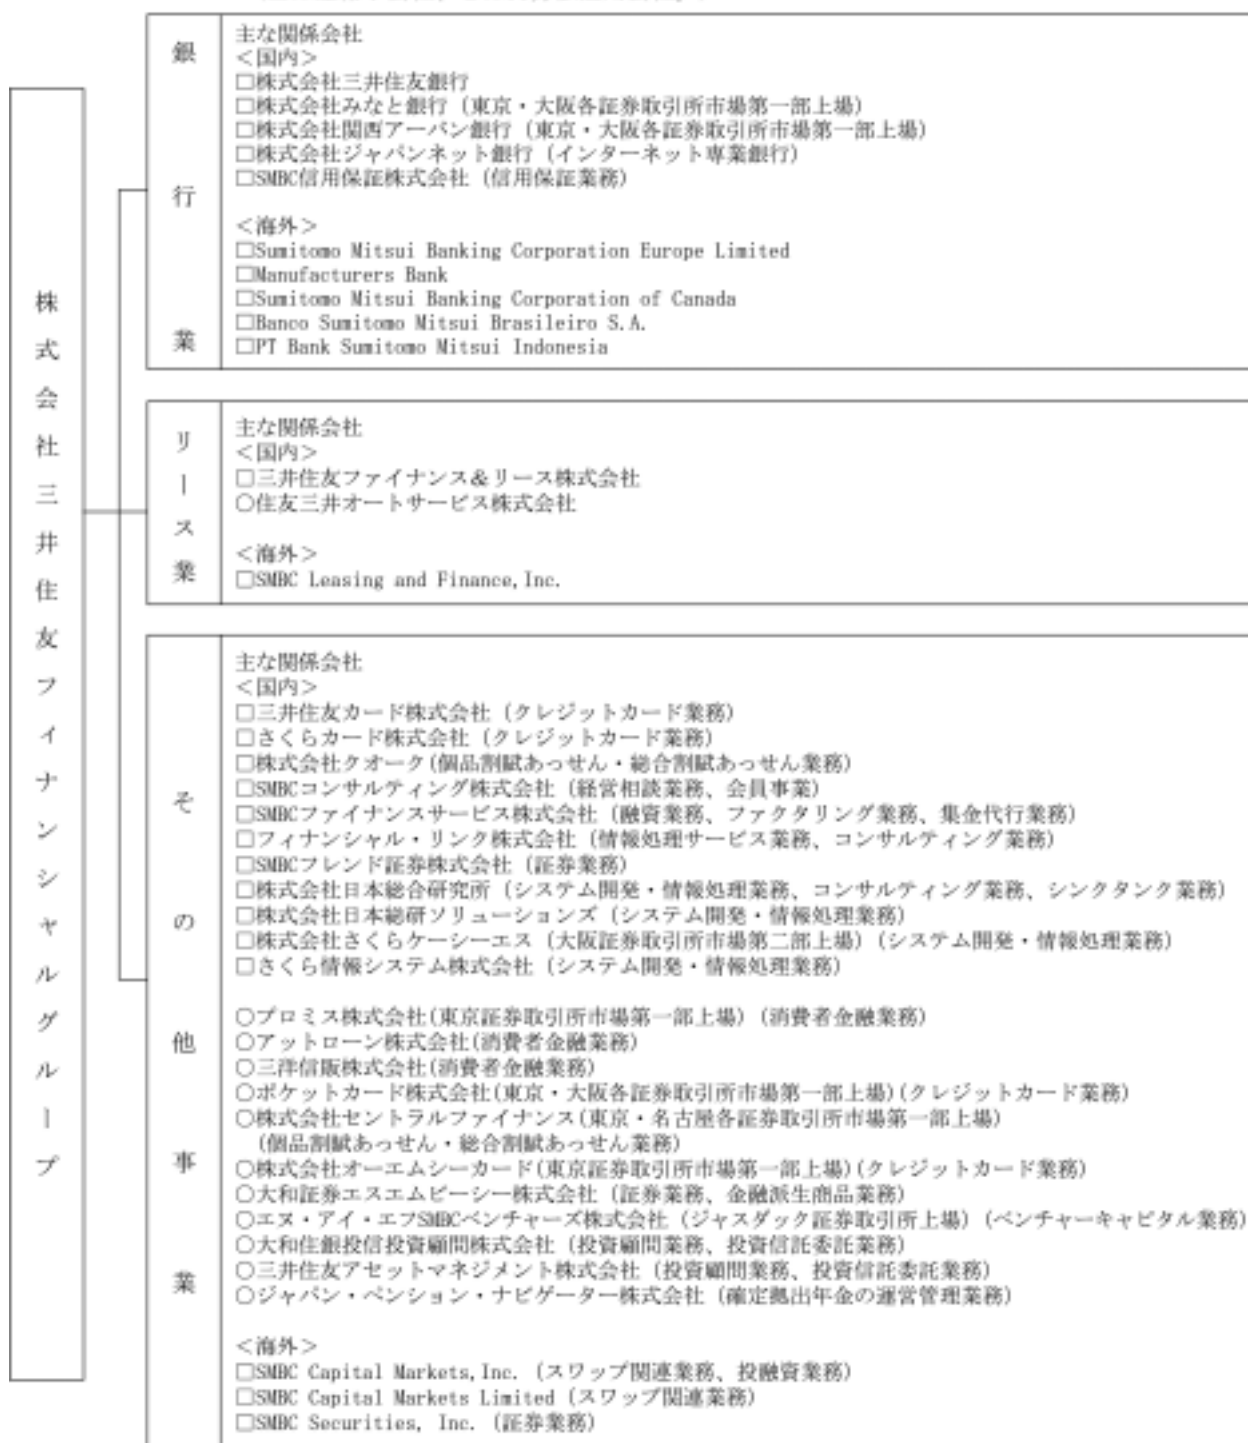 株式会社三井住友フィナンシャルグループ
銀行業
主な関係会社
<国内>
□株式会社三井住友銀行
□株式会社みなと銀行 (東京・大阪各証券取引所市場第一部上場)
□株式会社関西アーバン銀行 (東京・大阪各証券取引所市場第一部上場)
□株式会社ジャパンネット銀行 (インターネット専業銀行)
□SMBC信用保証株式会社 (信用保証業務)
<海外>
□Sumitomo Mitsui Banking Corporation Europe Limited
□Manufacturers Bank
□Sumitomo Mitsui Banking Corporation of Canada
□Banco Sumitomo Mitsui Brasileiro S.A.
□PT Bank Sumitomo Mitsui Indonesia
リース業
主な関係会社
<国内>
□三井住友ファイナンス&リース株式会社
○住友三井オートサービス株式会社
<海外>
□SMBC Leasing and Finance,Inc.
その他事業
主な関係会社
<国内>
□三井住友カード株式会社 (クレジットカード業務)
□さくらカード株式会社 (クレジットカード業務)
□株式会社クオーク(個品割賦あっせん・総合割賦あっせん業務)
□SMBCコンサルティング株式会社 (経営相談業務、会員事業)
□SMBCファイナンスサービス株式会社 (融資業務、ファクタリング業務、集金代行業務)
□フィナンシャル・リンク株式会社 (情報処理サービス業務、コンサルティング業務)
□SMBCフレンド証券株式会社 (証券業務)
□株式会社日本総合研究所 (システム開発・情報処理業務、コンサルティング業務、シンクタンク業務)
□株式会社日本総研ソリューションズ (システム開発・情報処理業務)
□株式会社さくらケーシーエス (大阪証券取引所市場第二部上場) (システム開発・情報処理業務)
□さくら情報システム株式会社 (システム開発・情報処理業務)
○プロミス株式会社(東京証券取引所市場第一部上場) (消費者金融業務)
○アットローン株式会社(消費者金融業務)
○三洋信販株式会社(消費者金融業務)
○ポケットカード株式会社(東京・大阪各証券取引所市場第一部上場)(クレジットカード業務)
○株式会社セントラルファイナンス(東京・名古屋各証券取引所市場第一部上場)
(個品割賦あっせん・総合割賦あっせん業務)
○株式会社オーエムシーカード(東京証券取引所市場第一部上場)(クレジットカード業務)
○大和証券エスエムビーシー株式会社 (証券業務、金融派生商品業務)
○エヌ・アイ・エフSMBCベンチャーズ株式会社 (ジャスダック証券取引所上場) (ベンチャーキャピタル業務)
○大和住銀投信投資顧問株式会社 (投資顧問業務、投資信託委託業務)
○三井住友アセットマネジメント株式会社 (投資顧問業務、投資信託委託業務)
○ジャパン・ペンション・ナビゲーター株式会社 (確定拠出年金の運営管理業務)
<海外>
□SMBC Capital Markets,Inc. (スワップ関連業務、投融資業務)
□SMBC Capital Markets Limited (スワップ関連業務)
□SMBC Securities, Inc. (証券業務)